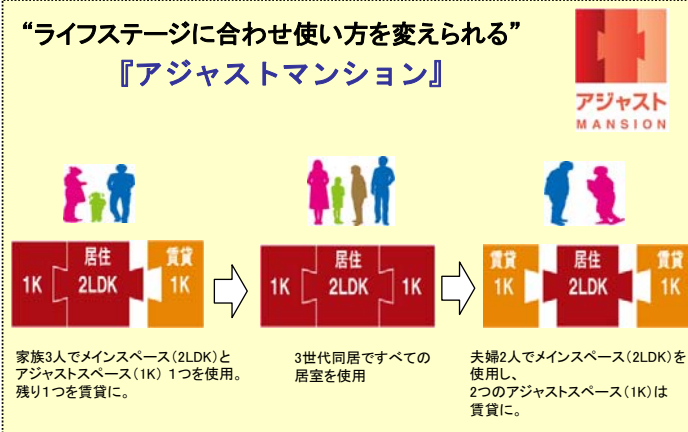 “ライフステージに合わせ使い方を変えられる”
『アジャストマンション』
アジャスト
MANSION
1K
居住
2LDK
賃貸
1K
1K
居住
2LDK
1K
賃貸
1K
居住
2LDK
賃貸
1K
家族3人でメインスペース(2LDK)と
アジャストスペース(1K) 1つを使用。
残り1つを賃貸に。
3世代同居ですべての
居室を使用
夫婦2人でメインスペース(2LDK)を
使用し、
2つのアジャストスペース(1K)は
賃貸に。